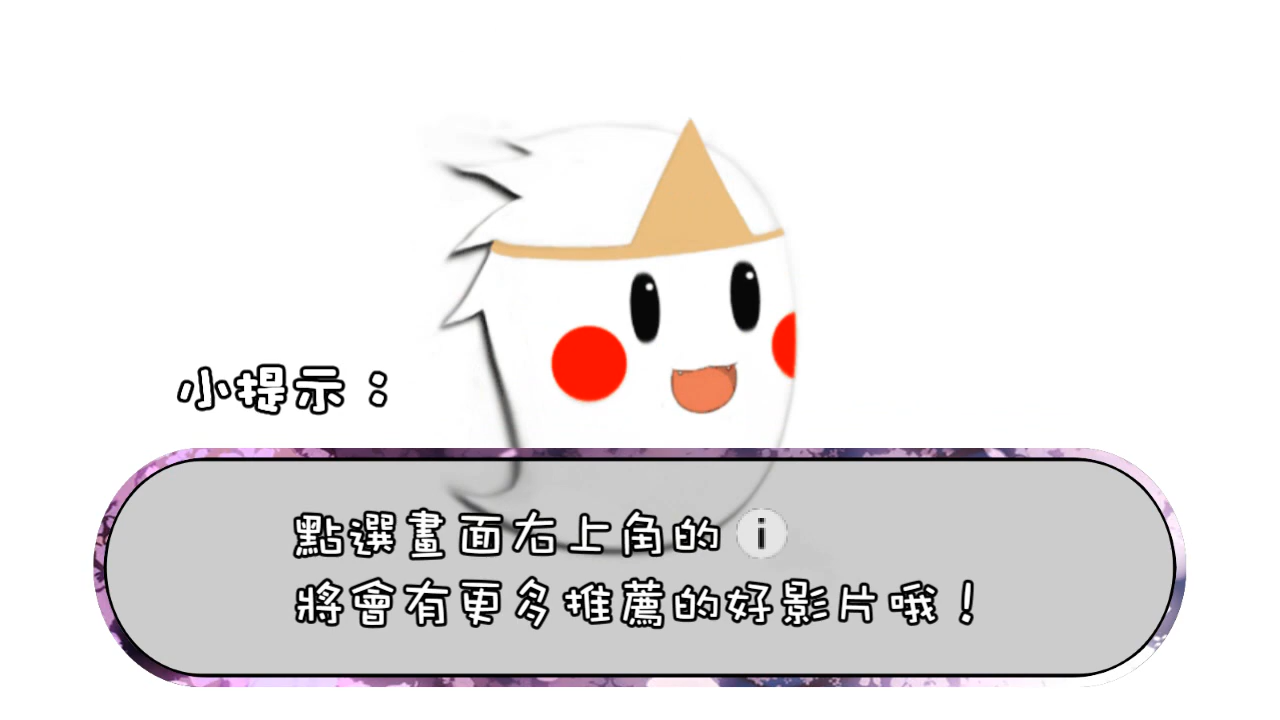 小提示：
點選畫面右上角的 i
將會有更多推薦的好影片哦！